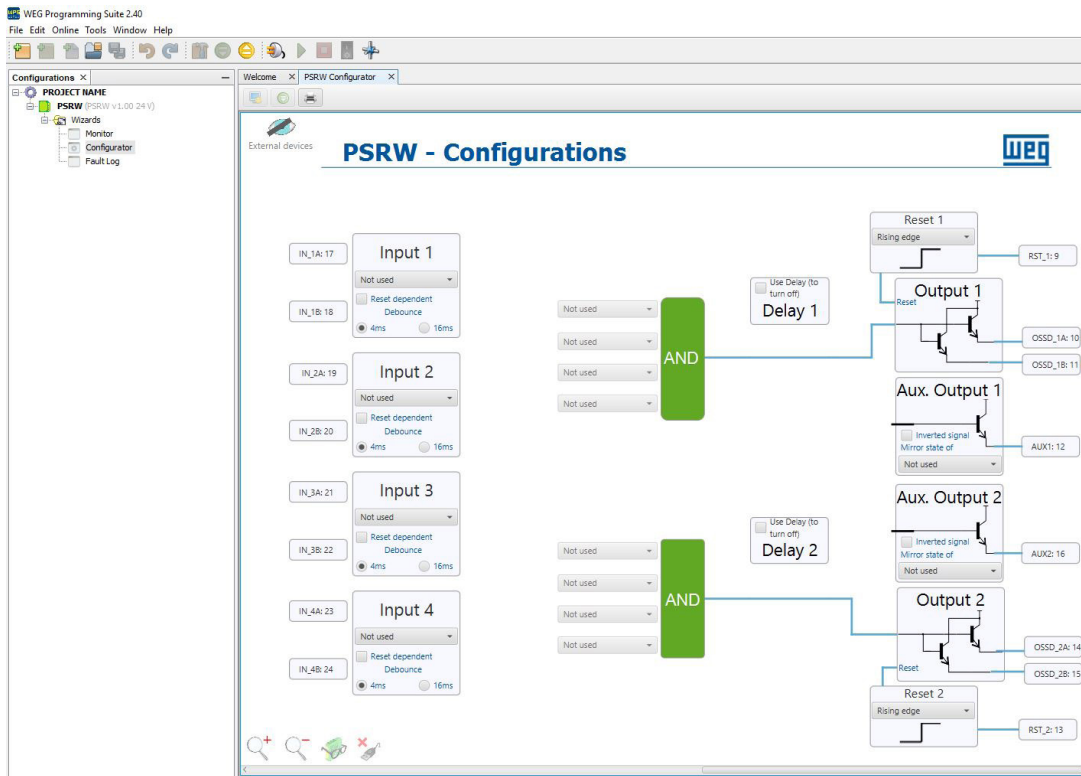 WEG Programming Suite 2.40
File Edit Online Tools Window Help
Configurations
Welcome
PSRW Configurator
PROJECT NAME
PSRW (PSRW v1.00 24 V)
Wizards
Monitor
Configurator
Fault Log
External devices
PSRW - Configurations
weg
IN_1A: 17
IN_1B: 18
Input 1
Not used
Reset dependent
Debounce
4ms 16ms
IN_2A: 19
IN_2B: 20
Input 2
Not used
Reset dependent
Debounce
4ms 16ms
IN_3A: 21
IN_3B: 22
Input 3
Not used
Reset dependent
Debounce
4ms 16ms
IN_4A: 23
IN_4B: 24
Input 4
Not used
Reset dependent
Debounce
4ms 16ms
Not used
Not used
Not used
Not used
AND
Use Delay (to
turn off)
Delay 1
Not used
Not used
Not used
Not used
AND
Use Delay (to
turn off)
Delay 2
Reset 1
Rising edge
RST_1: 9
Output 1
Reset
OSSD_1A: 10
OSSD_1B: 11
Aux. Output 1
Inverted signal
Mirror state of
Not used
AUX1: 12
Aux. Output 2
Inverted signal
Mirror state of
Not used
AUX2: 16
Output 2
Reset
OSSD_2A: 14
OSSD_2B: 15
Reset 2
Rising edge
RST_2: 13